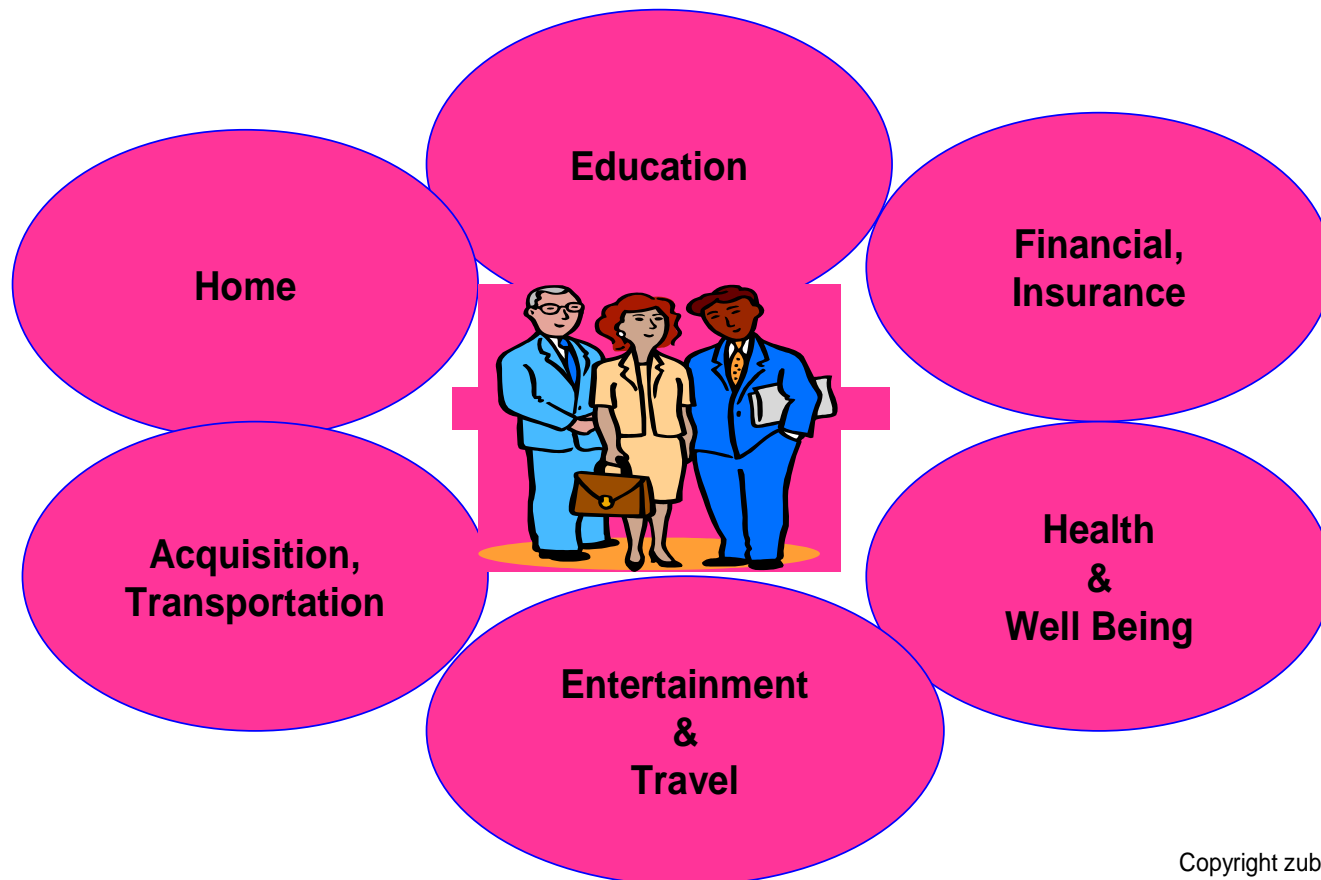 Education
Home
Financial,
Insurance
Acquisition,
Transportation
Health
&
Well Being
Entertainment
&
Travel
Copyright zub